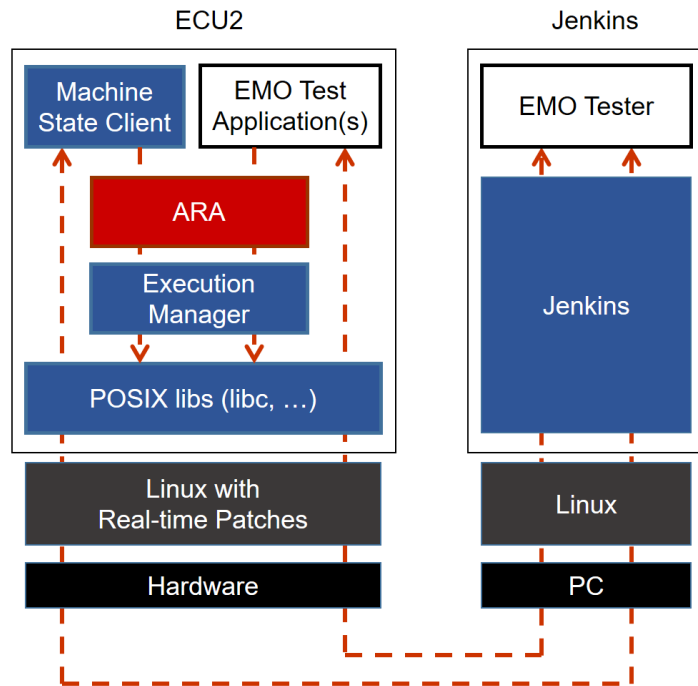 ECU2
Machine
State Client
EMO Test
Application(s)
ARA
Execution
Manager
POSIX libs (libc, …)
Linux with
Real-time Patches
Hardware
Jenkins
EMO Tester
Jenkins
Linux
PC